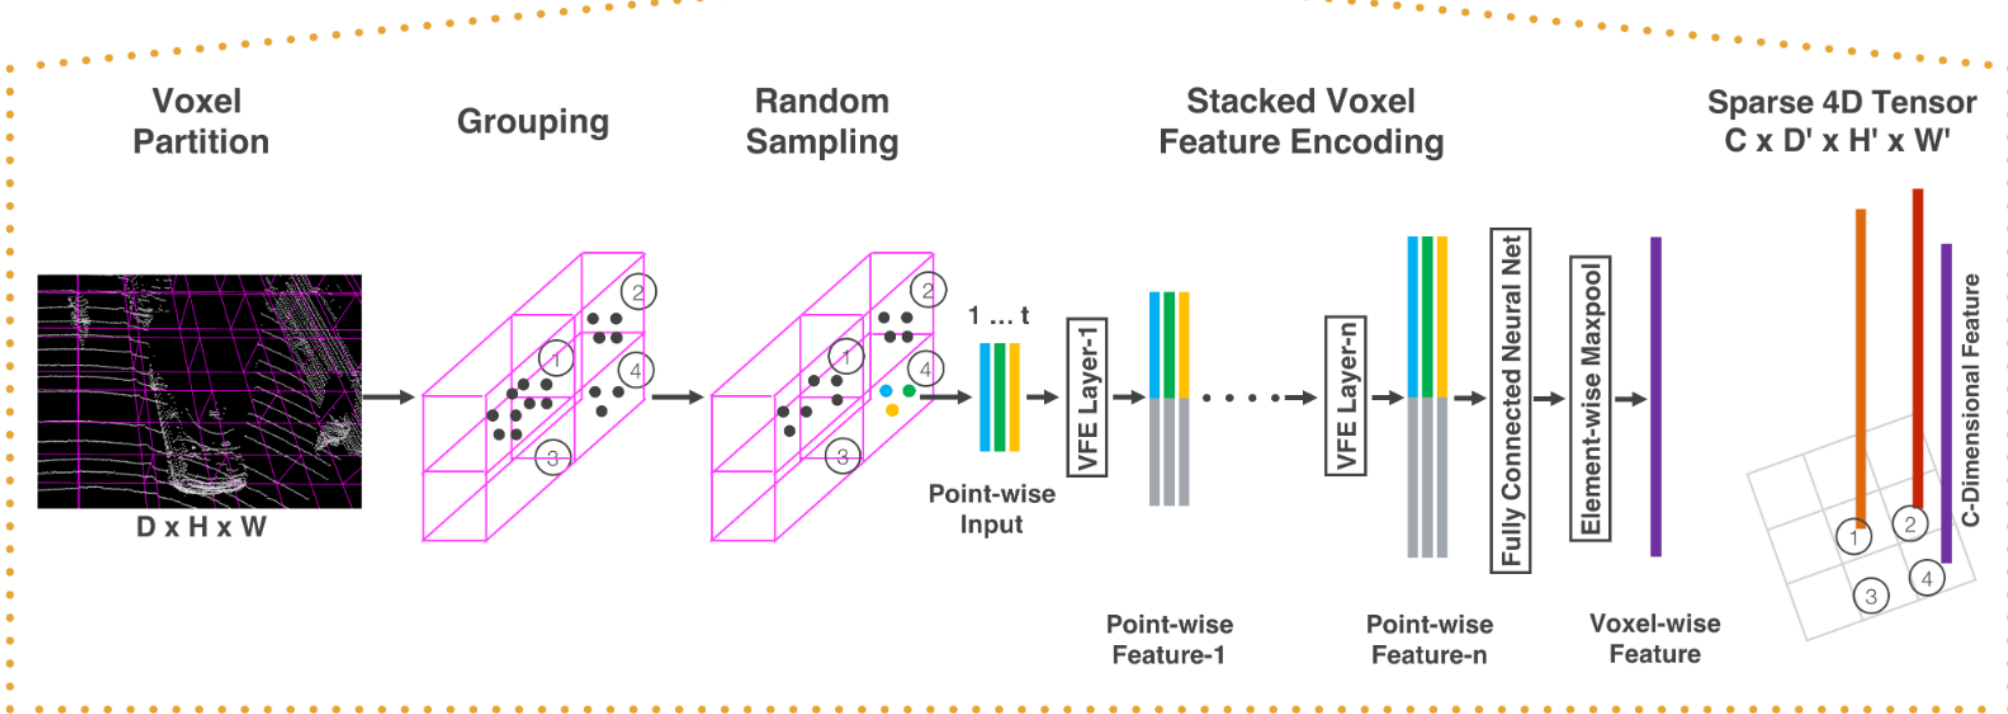 Voxel
Partition
Grouping
Random
Sampling
Stacked Voxel
Feature Encoding
Sparse 4D Tensor
C x D' x H' x W'
D x H x W
1
2
3
4
1
2
3
4
1 ... t
Point-wise
Input
VFE Layer-1
Point-wise
Feature-1
VFE Layer-n
Point-wise
Feature-n
Fully Connected Neural Net
Element-wise Maxpool
Voxel-wise
Feature
C-Dimensional Feature
1
2
3
4